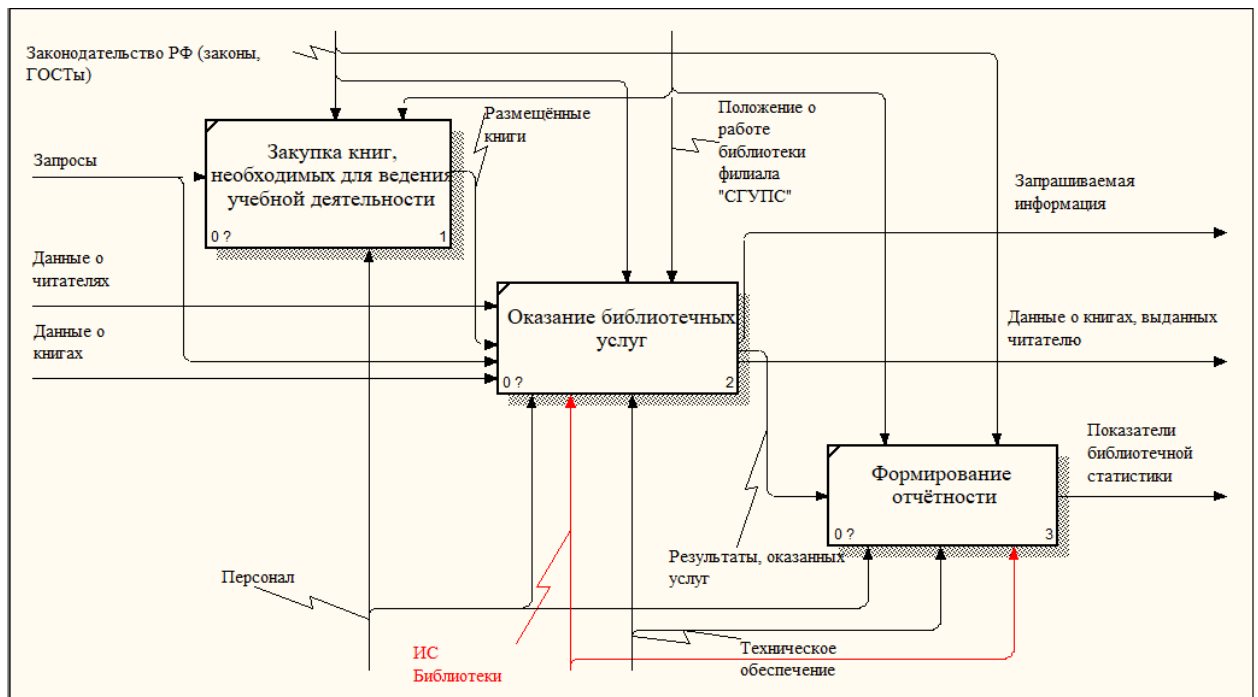 Законодательство РФ (законы,
ГОСТы)
Размещённые
книги
Положение о
работе
библиотеки
филиала
"СГУПС"
Запросы
Закупка книг,
необходимых для ведения
учебной деятельности
0 ?
1
Запрашиваемая
информация
Данные о
читателях
Данные о
книгах
Оказание библиотечных
услуг
0 ?
2
Данные о книгах, выданных
читателю
Показатели
библиотечной
статистики
Формирование
отчётности
0 ?
3
Результаты, оказанных
услуг
Персонал
ИС
Библиотеки
Техническое
обеспечение